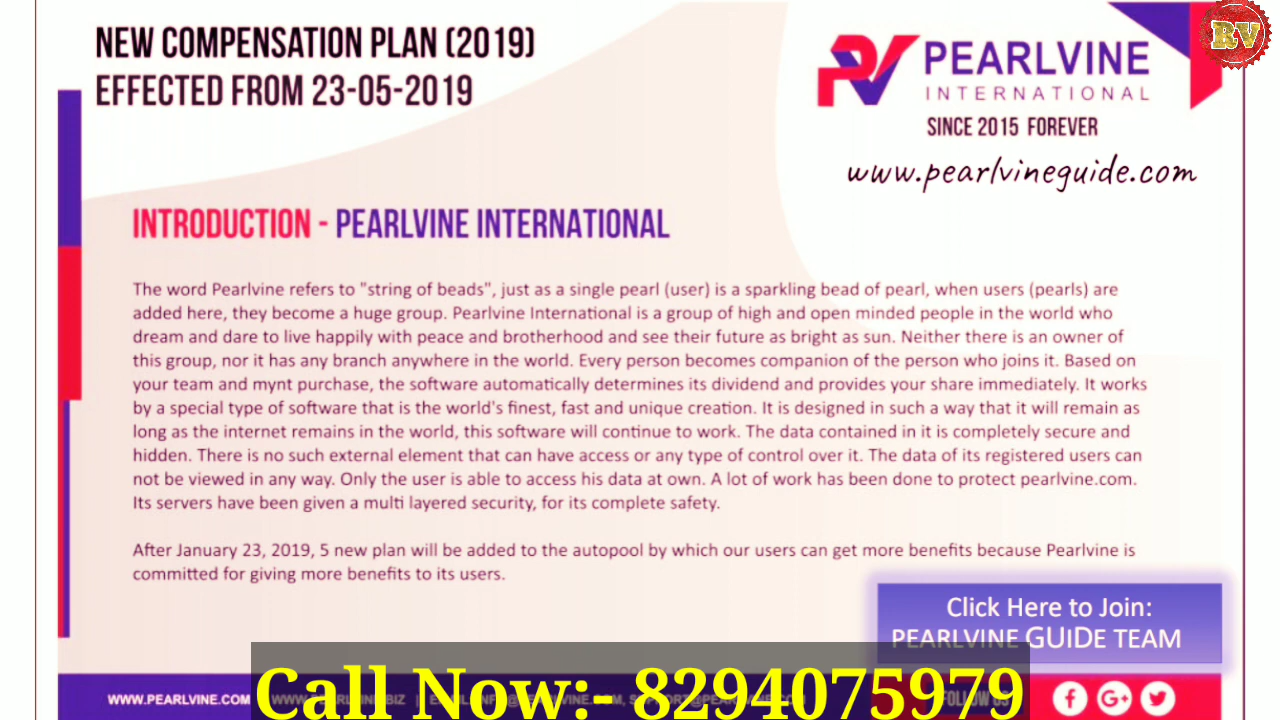 NEW COMPENSATION PLAN (2019)
EFFECTED FROM 23-05-2019
PV PEARLVINE
INTERNATIONAL
SINCE 2015 FOREVER
www.pearlvineguide.com
RV
INTRODUCTION - PEARLVINE INTERNATIONAL
The word Pearlvine refers to "string of beads", just as a single pearl (user) is a sparkling bead of pearl, when users (pearls) are
added here, they become a huge group. Pearlvine International is a group of high and open minded people in the world who
dream and dare to live happily with peace and brotherhood and see their future as bright as sun. Neither there is an owner of
this group, nor it has any branch anywhere in the world. Every person becomes companion of the person who joins it. Based on
your team and mynt purchase, the software automatically determines its dividend and provides your share immediately. It works
by a special type of software that is the world's finest, fast and unique creation. It is designed in such a way that it will remain as
long as the internet remains in the world, this software will continue to work. The data contained in it is completely secure and
hidden. There is no such external element that can have access or any type of control over it. The data of its registered users can
not be viewed in any way. Only the user is able to access his data at own. A lot of work has been done to protect pearlvine.com.
Its servers have been given a multi layered security, for its complete safety.
After January 23, 2019, 5 new plan will be added to the autopool by which our users can get more benefits because Pearlvine is
committed for giving more benefits to its users.
Click Here to Join:
PEARLVINE GUIDE TEAM
Call Now:- 8294075979
WWW.PEARLVINE.COM
FOLLOW US